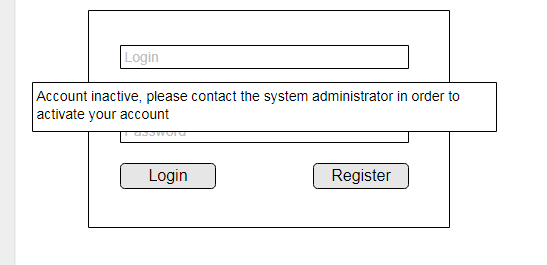 Login
Account inactive, please contact the system administrator in order to
activate your account
Password
Login
Register